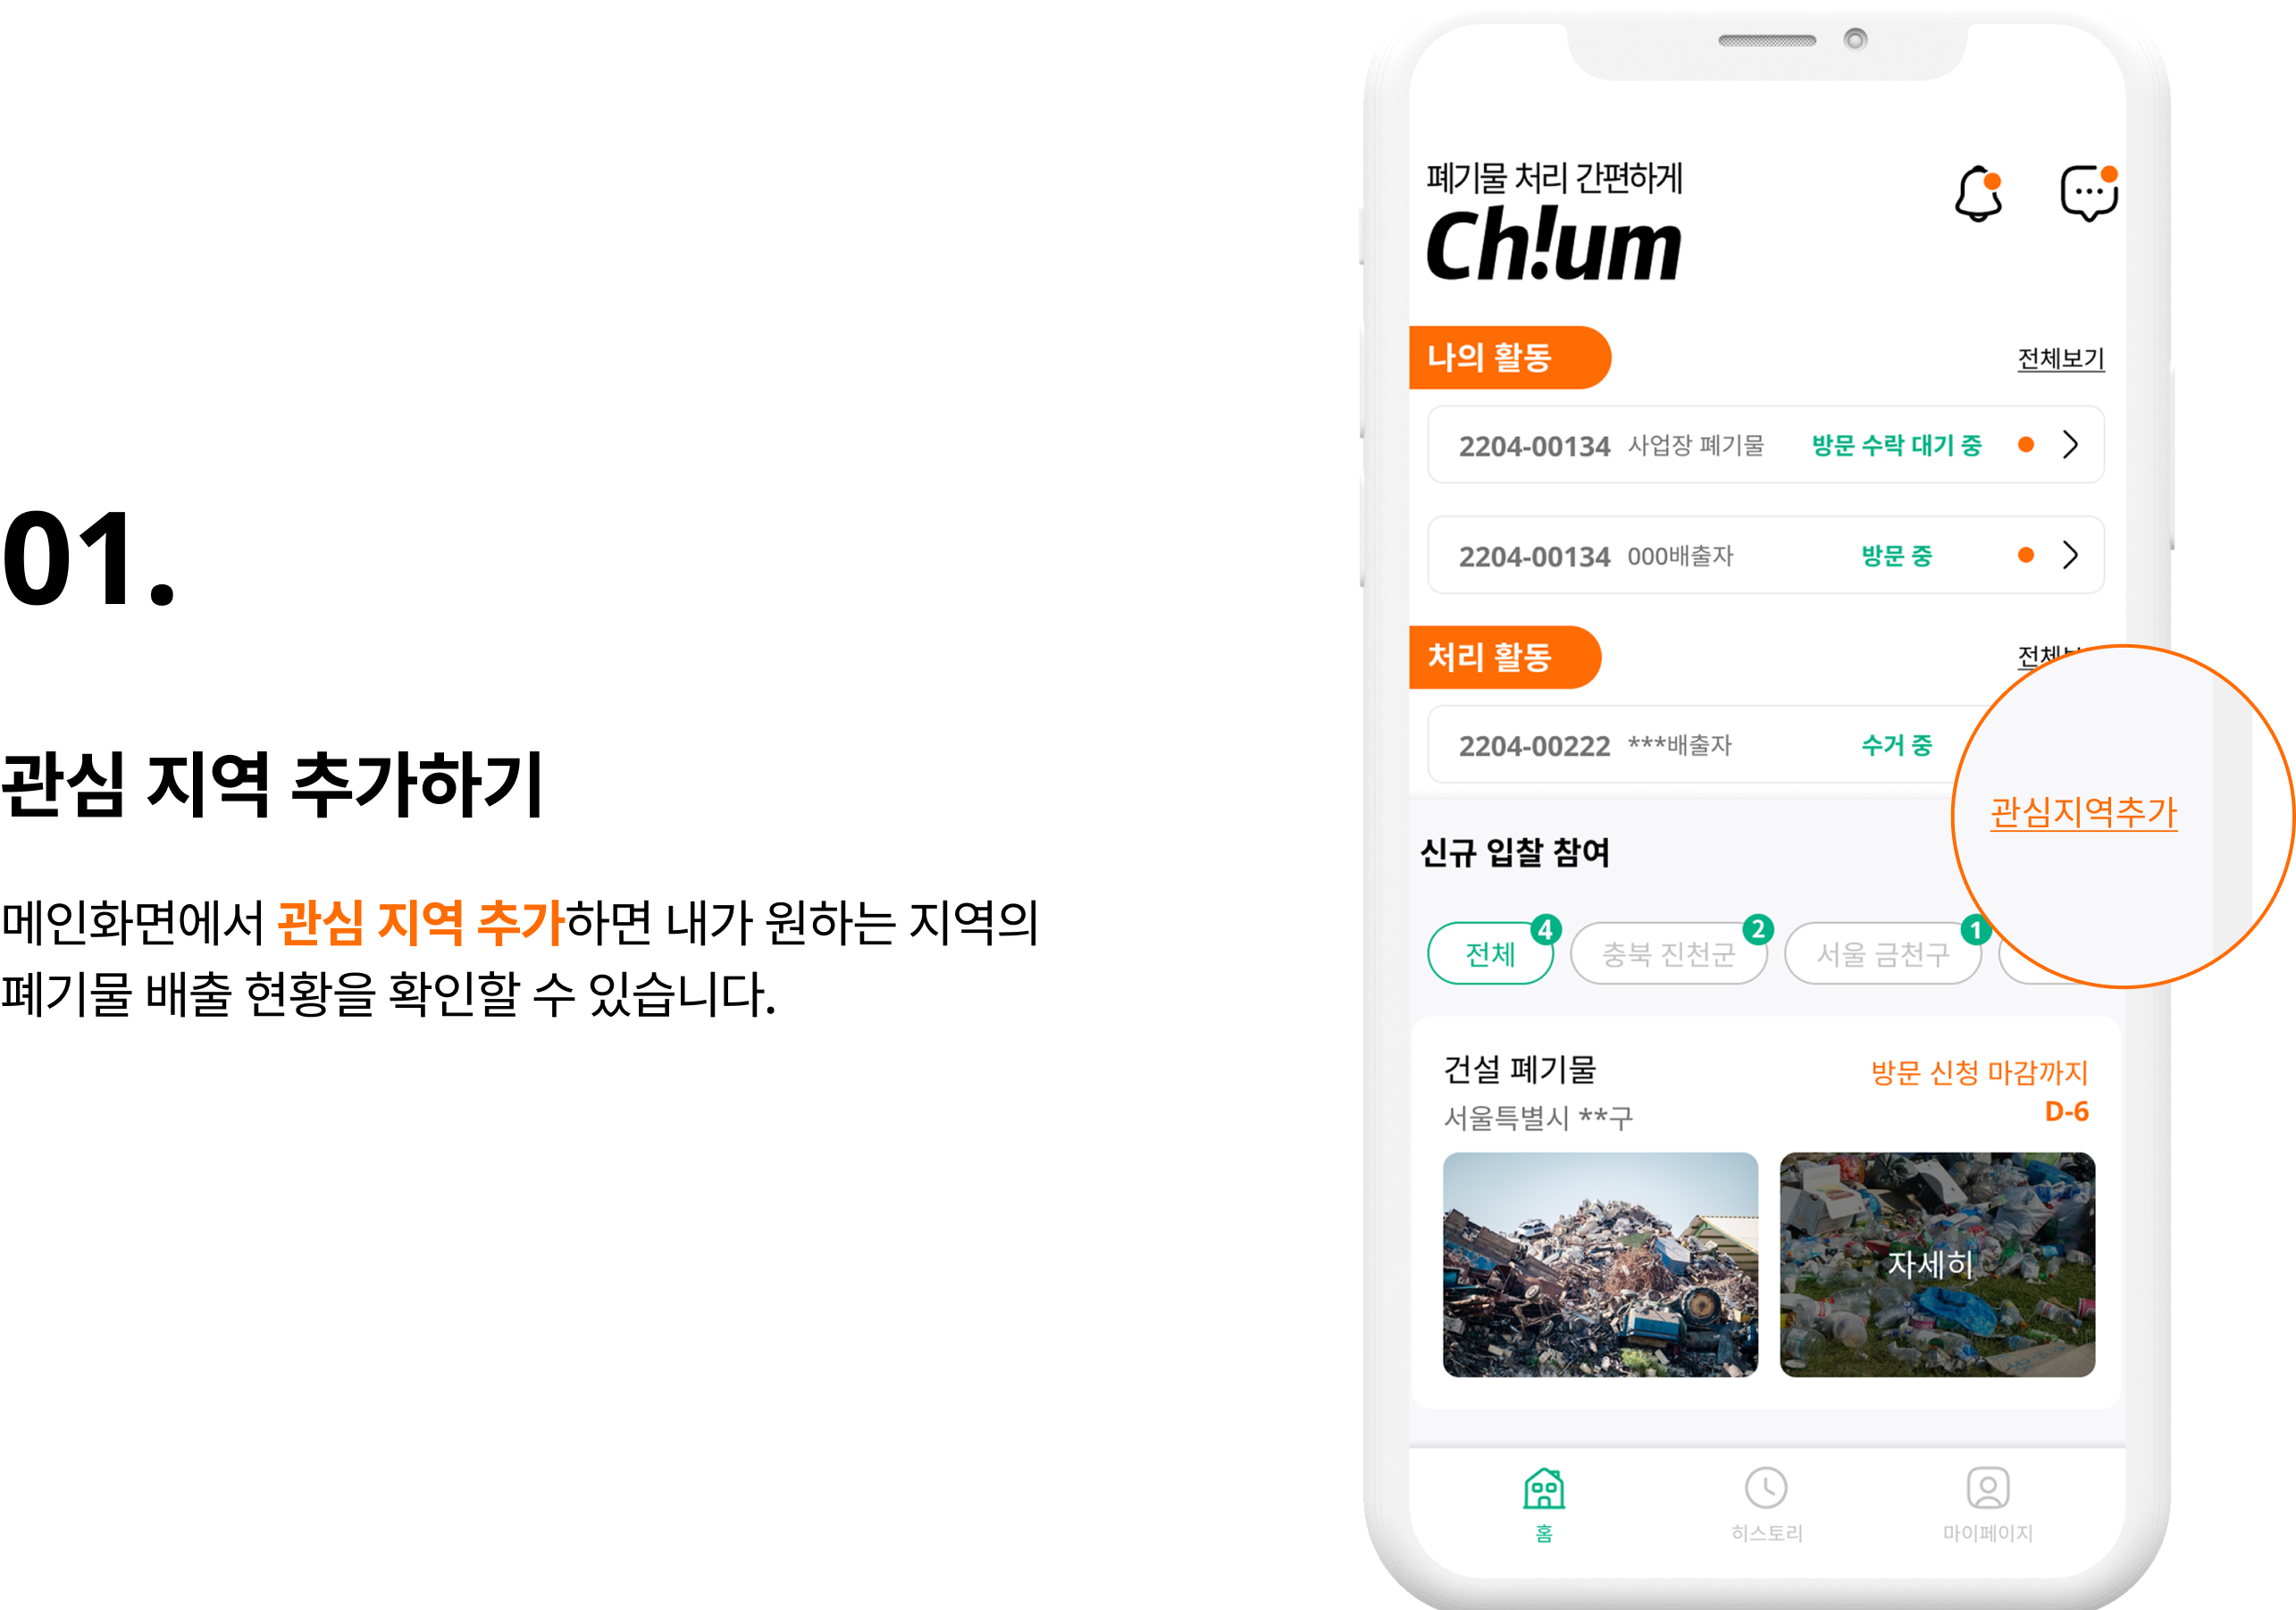 01.
관심 지역 추가하기
메인화면에서 관심 지역 추가하면 내가 원하는 지역의
폐기물 배출 현황을 확인할 수 있습니다.
폐기물 처리 간편하게
Ch!um
나의 활동 전체보기
2204-00134 사업장 폐기물 방문 수락 대기 중
2204-00134 000배출자 방문 중
처리 활동
2204-00222 ***배출자 수거 중
관심지역추가
신규 입찰 참여
전체 4 충북 진천군 2 서울 금천구 1
건설 폐기물 방문 신청 마감까지
서울특별시 **구 D-6
자세히
홈 히스토리 마이페이지